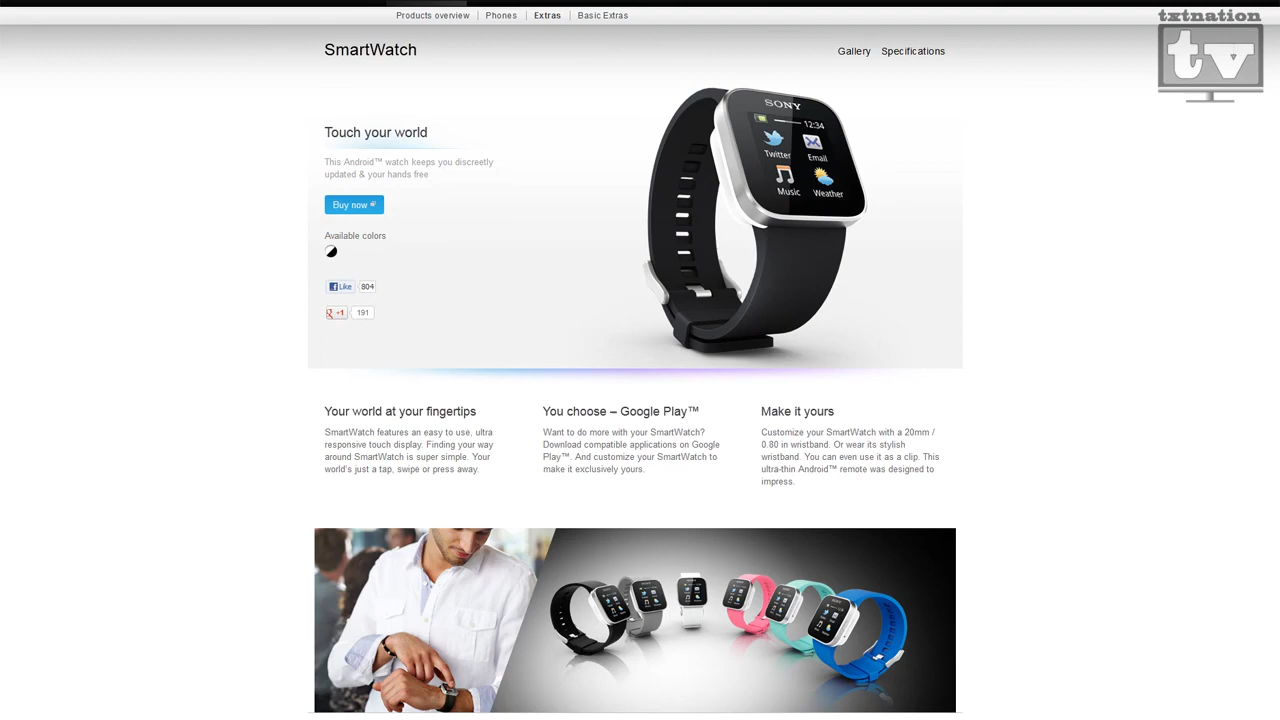 Products overview
Phones
Extras
Basic Extras
txtnation
tv
SmartWatch
Gallery
Specifications
SONY
12:34
Twitter
Email
Music
Weather
Touch your world
This Android™ watch keeps you discreetly
updated & your hands free
Buy now
Available colors
Like
804
+1
191
Your world at your fingertips
SmartWatch features an easy to use, ultra
responsive touch display. Finding your way
around SmartWatch is super simple. Your
world's just a tap, swipe or press away.
You choose – Google Play™
Want to do more with your SmartWatch?
Download compatible applications on Google
Play™. And customize your SmartWatch to
make it exclusively yours.
Make it yours
Customize your SmartWatch with a 20mm /
0.80 in wristband. Or wear its stylish
wristband. You can even use it as a clip. This
ultra-thin Android™ remote was designed to
impress.